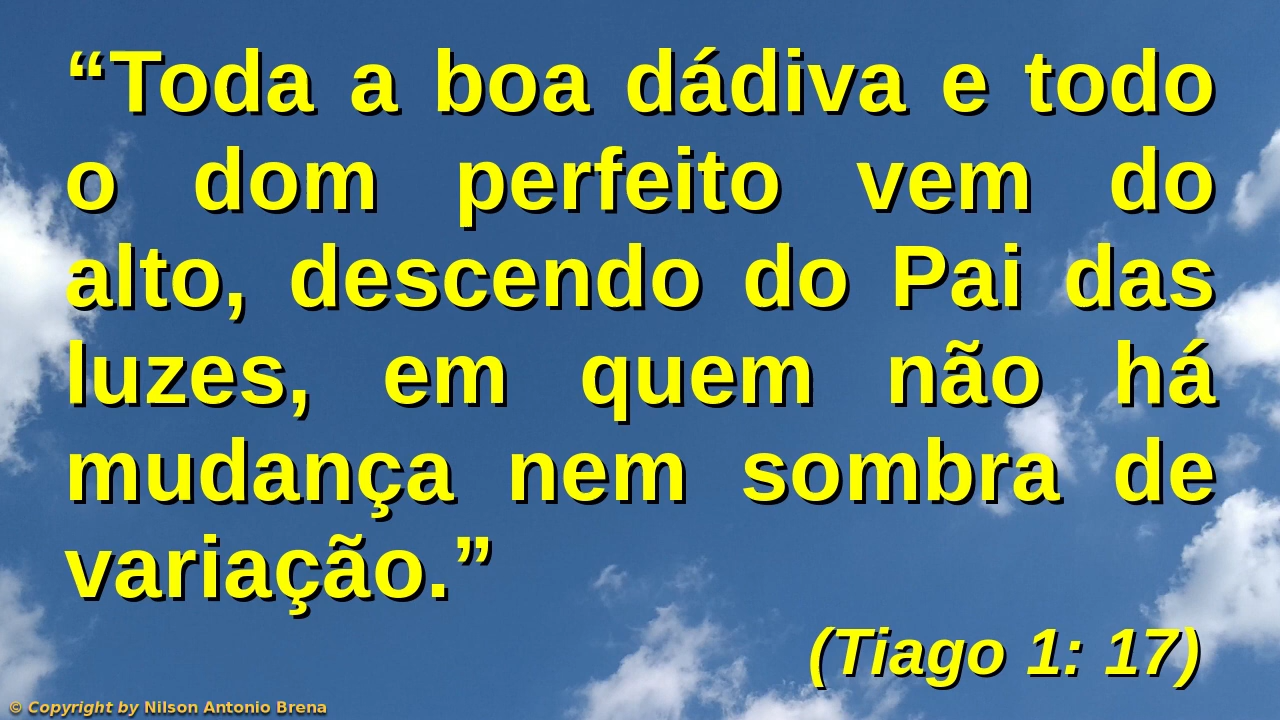 “Toda a boa dádiva e todo
o dom perfeito vem do
alto, descendo do Pai das
luzes, em quem não há
mudança nem sombra de
variação.”
(Tiago 1: 17)
© Copyright by Nilson Antonio Brena